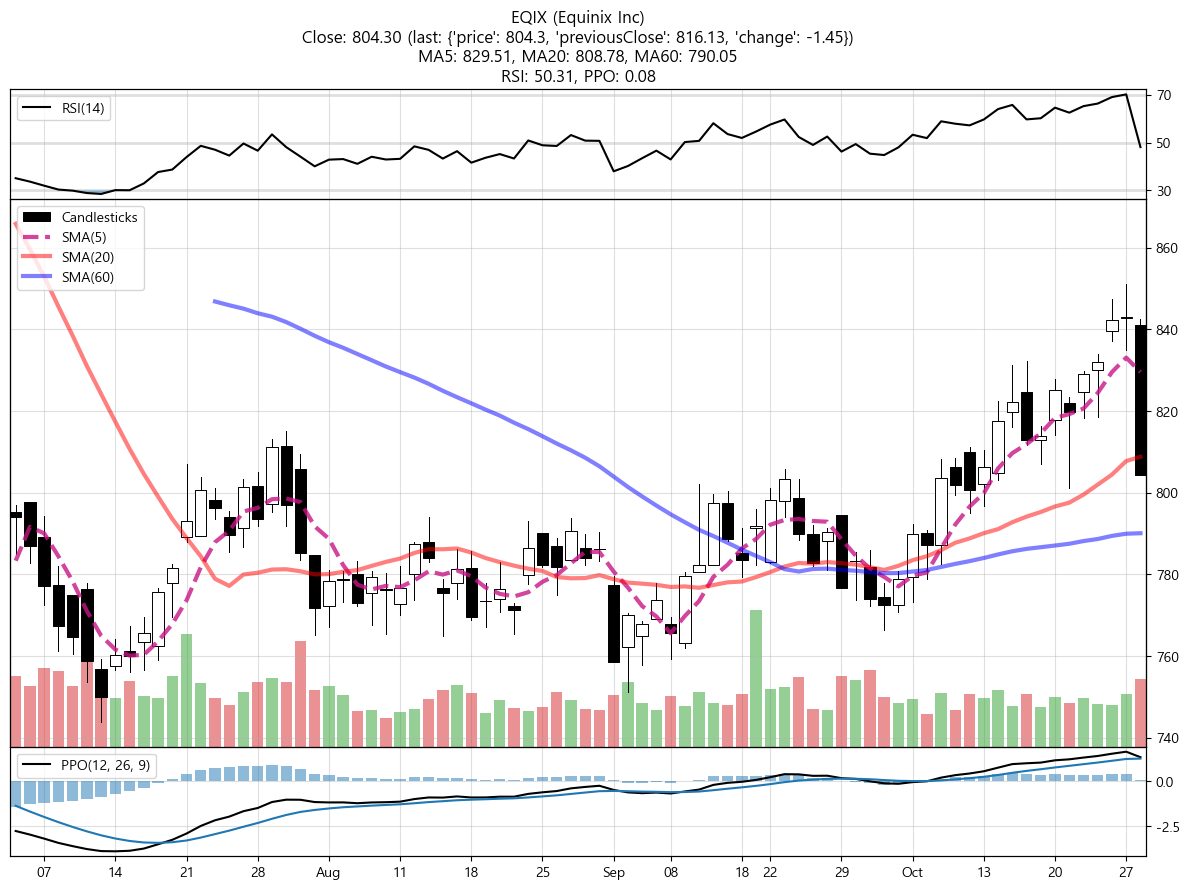 EQIX (Equinix Inc)
Close: 804.30 (last: {'price': 804.3, 'previousClose': 816.13, 'change': -1.45})
MA5: 829.51, MA20: 808.78, MA60: 790.05
RSI: 50.31, PPO: 0.08
RSI(14)
70
50
30
Candlesticks
SMA(5)
SMA(20)
SMA(60)
860
840
820
800
780
760
740
PPO(12, 26, 9)
0.0
−2.5
07 14 21 28 Aug 11 18 25 Sep 08 18 22 29 Oct 13 20 27